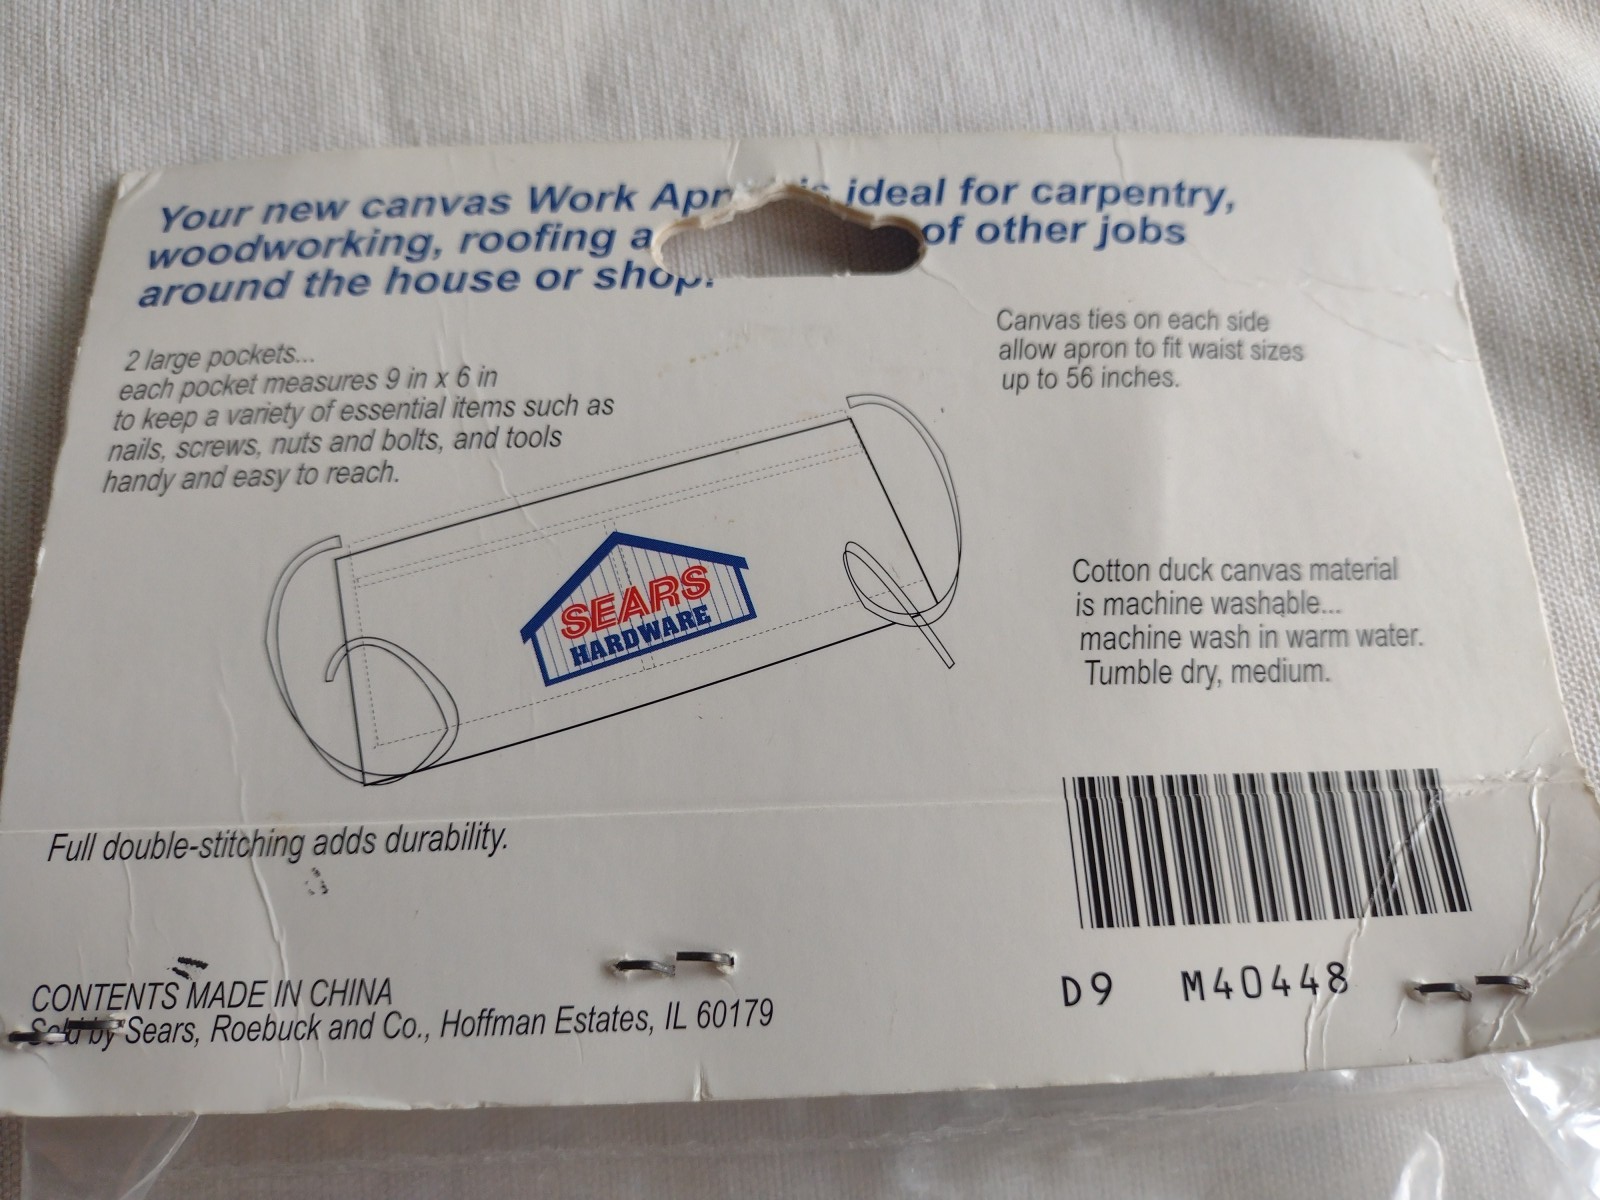 Your new canvas Work Apr is ideal for carpentry,
woodworking, roofing a of other jobs
around the house or shop.
2 large pockets...
each pocket measures 9 in x 6 in
to keep a variety of essential items such as
nails, screws, nuts and bolts, and tools
handy and easy to reach.
Canvas ties on each side
allow apron to fit waist sizes
up to 56 inches.
SEARS
HARDWARE
Cotton duck canvas material
is machine washable...
machine wash in warm water.
Tumble dry, medium.
Full double-stitching adds durability.
CONTENTS MADE IN CHINA
Sold by Sears, Roebuck and Co., Hoffman Estates, IL 60179
D9 M40448